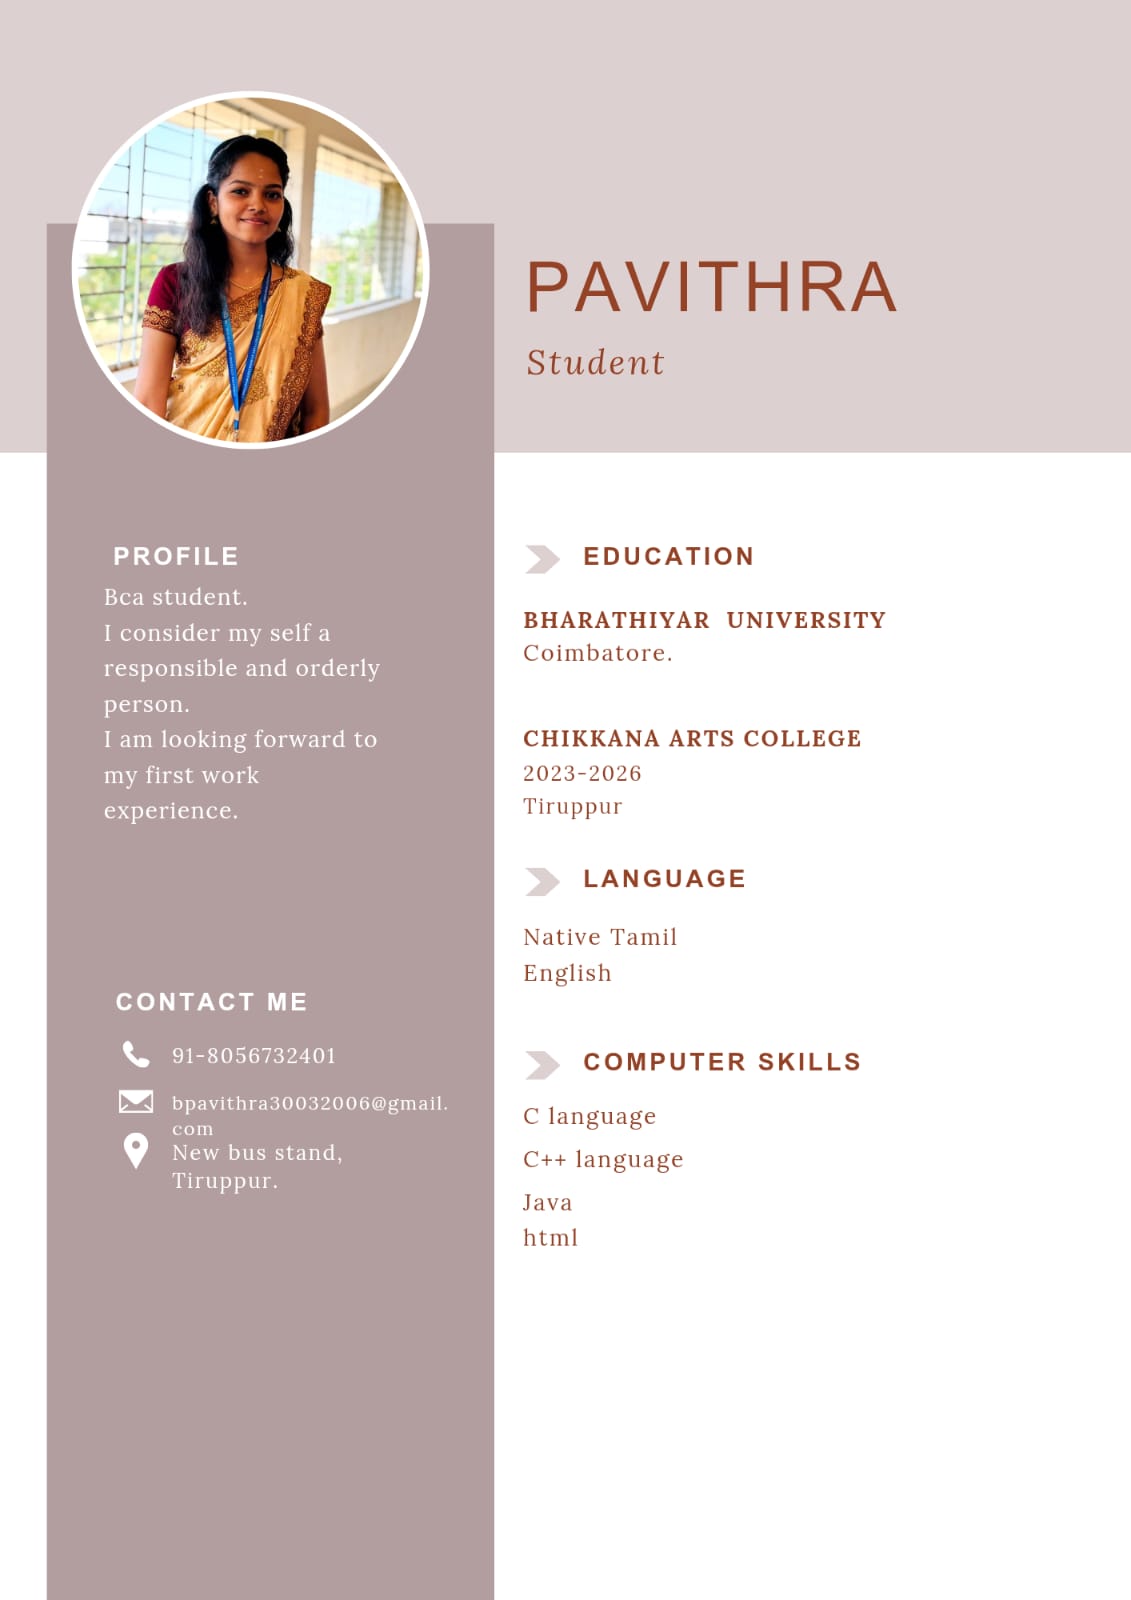 PAVITHRA
Student
PROFILE
Bca student.
I consider my self a
responsible and orderly
person.
I am looking forward to
my first work
experience.
CONTACT ME
91-8056732401
bpavithra30032006@gmail.
com
New bus stand,
Tiruppur.
EDUCATION
BHARATHIYAR UNIVERSITY
Coimbatore.
CHIKKANA ARTS COLLEGE
2023-2026
Tiruppur
LANGUAGE
Native Tamil
English
COMPUTER SKILLS
C language
C++ language
Java
html